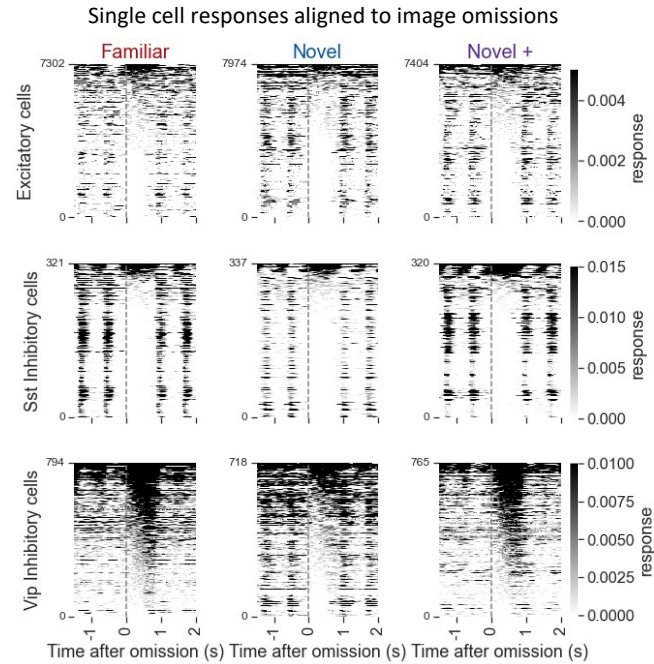 Single cell responses aligned to image omissions
Familiar Novel Novel +
7302 7974 7404
Excitatory cells
0 0 0
0.004
0.002
0.000
response
321 337 320
Sst Inhibitory cells
0 0 0
0.015
0.010
0.005
0.000
response
794 718 765
Vip Inhibitory cells
0 0 0
0.0100
0.0075
0.0050
0.0025
0.0000
response
-1 0 1 2 -1 0 1 2 -1 0 1 2
Time after omission (s) Time after omission (s) Time after omission (s)